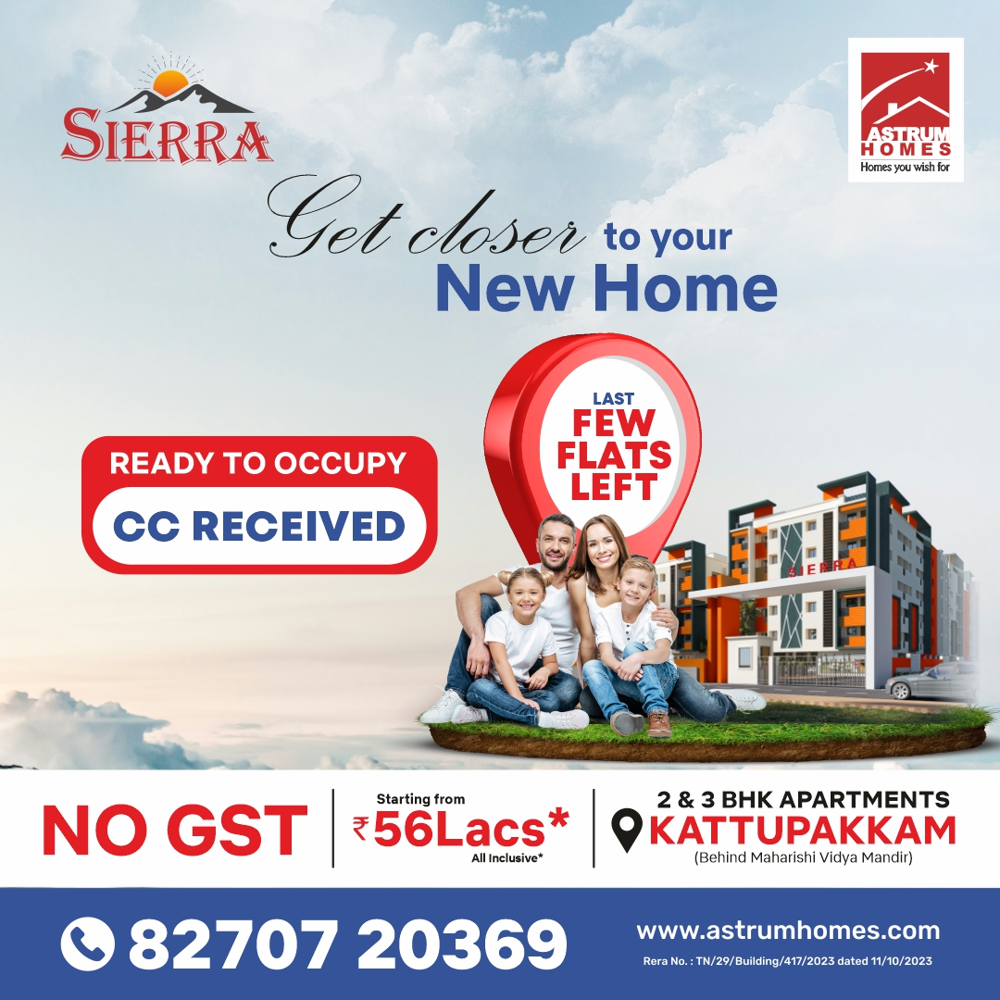 SIERRA
ASTRUM
HOMES
Homes you wish for
Get closer to your
New Home
LAST
FEW
FLATS
LEFT
READY TO OCCUPY
CC RECEIVED
SIERRA
NO GST
Starting from
₹56Lacs*
All Inclusive*
2 & 3 BHK APARTMENTS
KATTUPAKKAM
(Behind Maharishi Vidya Mandir)
82707 20369
www.astrumhomes.com
Rera No. : TN/29/Building/417/2023 dated 11/10/2023